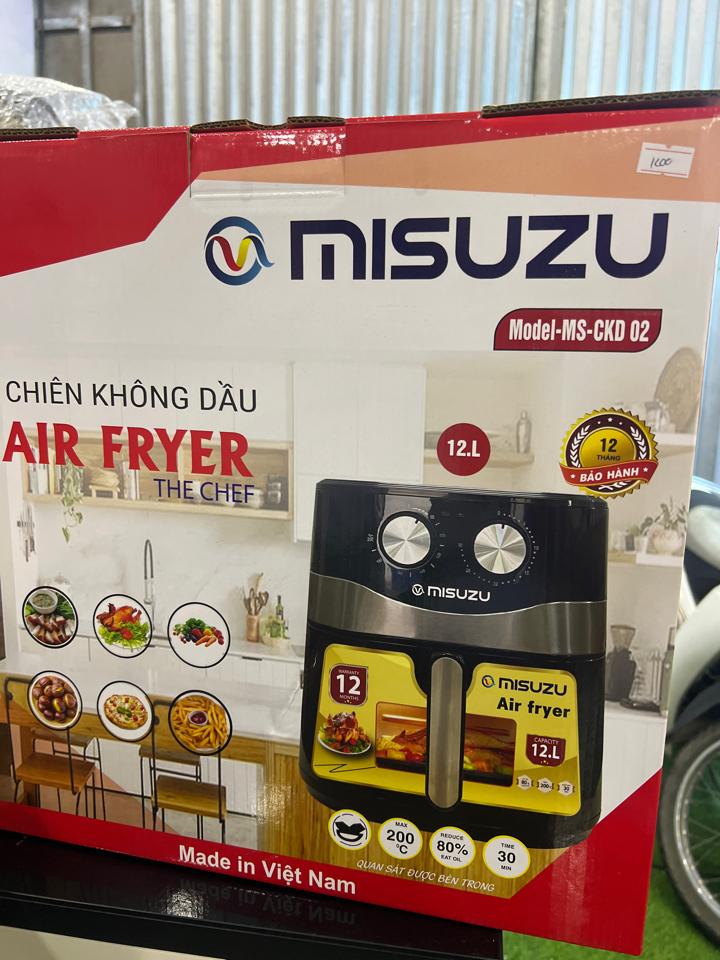 1200
MISUZU
Model-MS-CKD 02
CHIÊN KHÔNG DẦU
AIR FRYER
THE CHEF
12.L
12
THÁNG
BẢO HÀNH
MISUZU
WARRANTY
12
MONTHS
MISUZU
Air fryer
CAPACITY
12.L
MAX
200
°C
REDUCE
80%
EAT OIL
TIME
30
MIN
QUAN SÁT ĐƯỢC BÊN TRONG
Made in Việt Nam